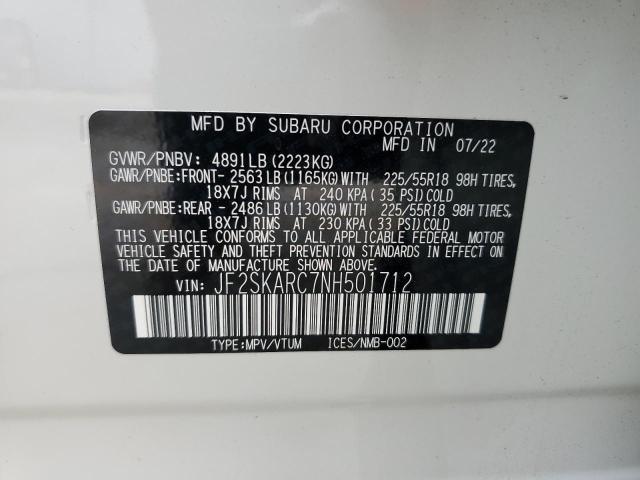 MFD BY SUBARU CORPORATION
MFD IN 07/22
GVWR/PNBV: 4891LB (2223KG)
GAWR/PNBE:FRONT- 2563LB(1165KG)WITH 225/55R18 98H TIRES,
18X7J RIMS AT 240 KPA(35 PSI)COLD
GAWR/PNBE:REAR - 2486LB(1130KG)WITH 225/55R18 98H TIRES,
18X7J RIMS AT 230 KPA(33 PSI)COLD
THIS VEHICLE CONFORMS TO ALL APPLICABLE FEDERAL MOTOR
VEHICLE SAFETY AND THEFT PREVENTION STANDARDS IN EFFECT
ON THE DATE OF MANUFACTURE SHOWN ABOVE.
VIN: JF2SKARC7NH501712
TYPE:MPV/VTUM ICES/NMB-002